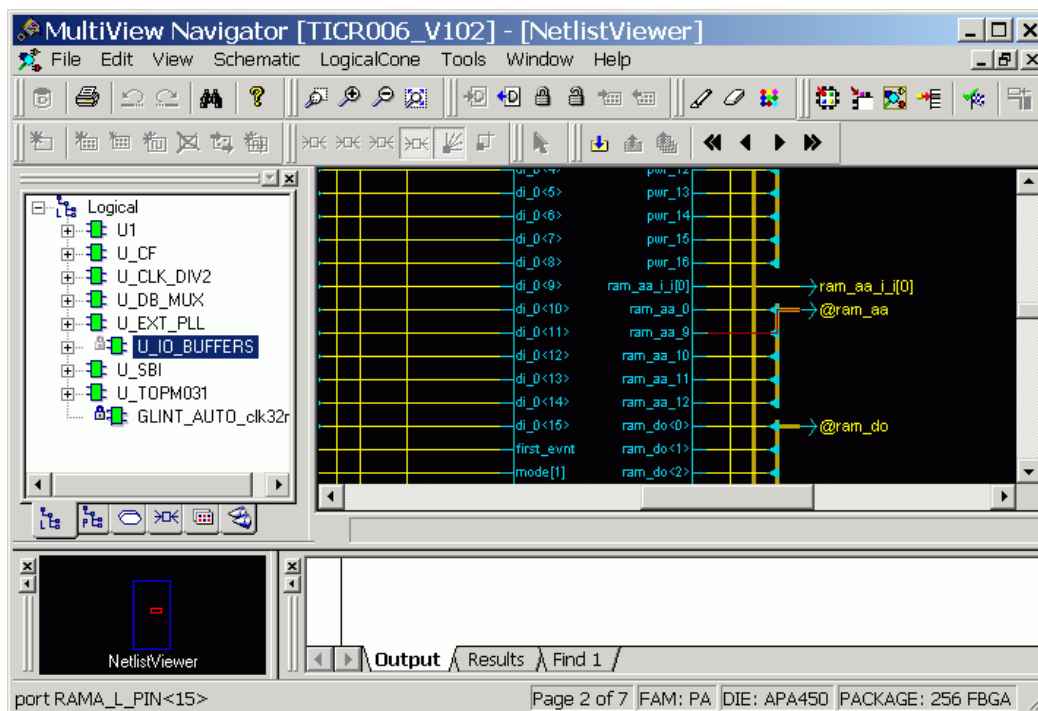 MultiView Navigator [TICR006_V102] - [NetlistViewer]
File Edit View Schematic LogicalCone Tools Window Help
Logical
U1
U_CF
U_CLK_DIV2
U_DB_MUX
U_EXT_PLL
U_IO_BUFFERS
U_SBI
U_TOPM031
GLINT_AUTO_clk32r
di_0<4> pwr_12
di_0<5> pwr_13
di_0<6> pwr_14
di_0<7> pwr_15
di_0<8> pwr_16
di_0<9> ram_aa_i_i[0] ram_aa_i_i[0]
di_0<10> ram_aa_0 @ram_aa
di_0<11> ram_aa_9
di_0<12> ram_aa_10
di_0<13> ram_aa_11
di_0<14> ram_aa_12
di_0<15> ram_do<0> @ram_do
first_evnt ram_do<1>
mode[1] ram_do<2>
NetlistViewer
Output Results Find 1
port RAMA_L_PIN<15> Page 2 of 7 FAM: PA DIE: APA450 PACKAGE: 256 FBGA